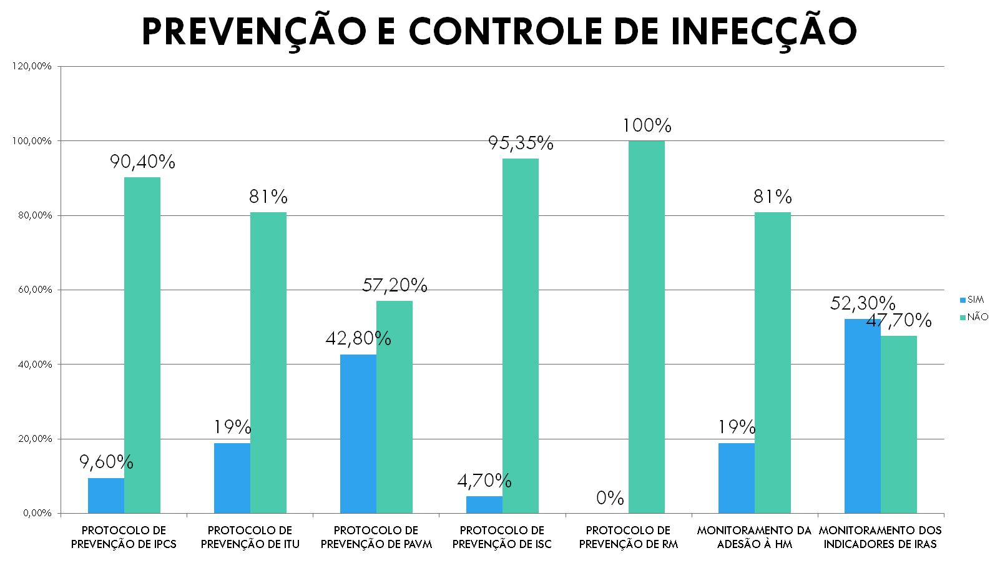 PREVENÇÃO E CONTROLE DE INFECÇÃO
120,00%
100,00%
80,00%
60,00%
40,00%
20,00%
0,00%
90,40%
9,60%
81%
19%
57,20%
42,80%
95,35%
4,70%
100%
0%
81%
19%
52,30%
47,70%
SIM
NÃO
PROTOCOLO DE
PREVENÇÃO DE IPCS
PROTOCOLO DE
PREVENÇÃO DE ITU
PROTOCOLO DE
PREVENÇÃO DE PAVM
PROTOCOLO DE
PREVENÇÃO DE ISC
PROTOCOLO DE
PREVENÇÃO DE RM
MONITORAMENTO DA
ADESÃO À HM
MONITORAMENTO DOS
INDICADORES DE IRAS